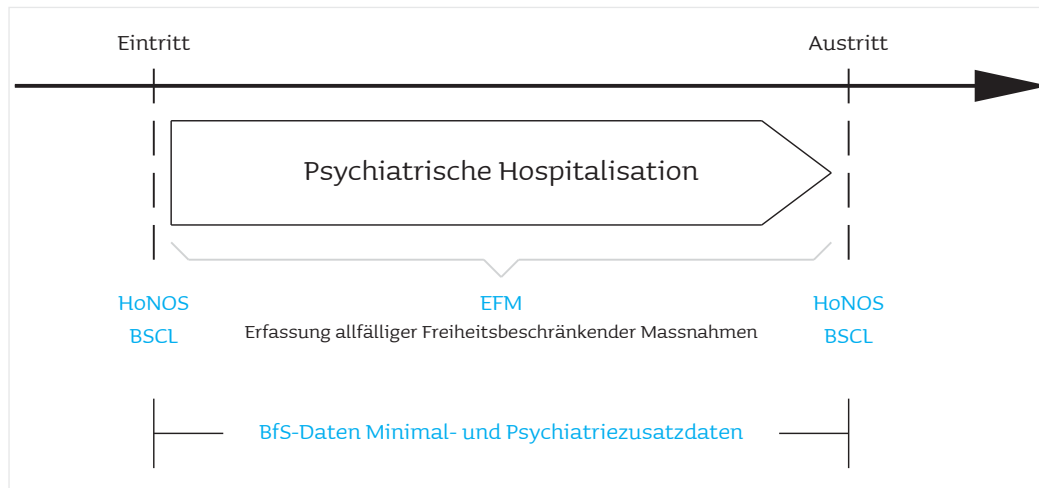 Eintritt
Austritt
Psychiatrische Hospitalisation
HoNOS
BSCL
EFM
Erfassung allfälliger Freiheitsbeschränkender Massnahmen
HoNOS
BSCL
BfS-Daten Minimal- und Psychiatriezusatzdaten